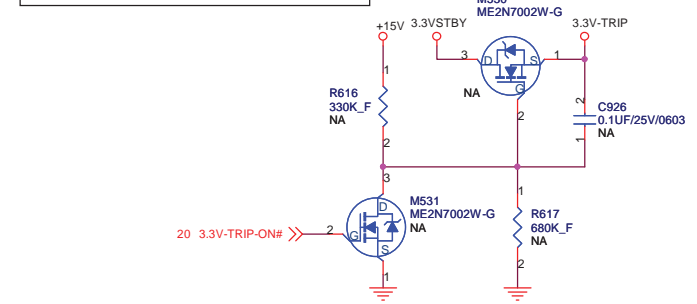 ME2N7002W-G
+15V 3.3VSTBY 3.3V-TRIP
3 D S 1
1
R616
330K_F
NA
2
NA
G
2
2
C926
0.1UF/25V/0603
NA
1
3
M531
ME2N7002W-G
NA
D
G
S
20 3.3V-TRIP-ON# 2
1
1
R617
680K_F
NA
2